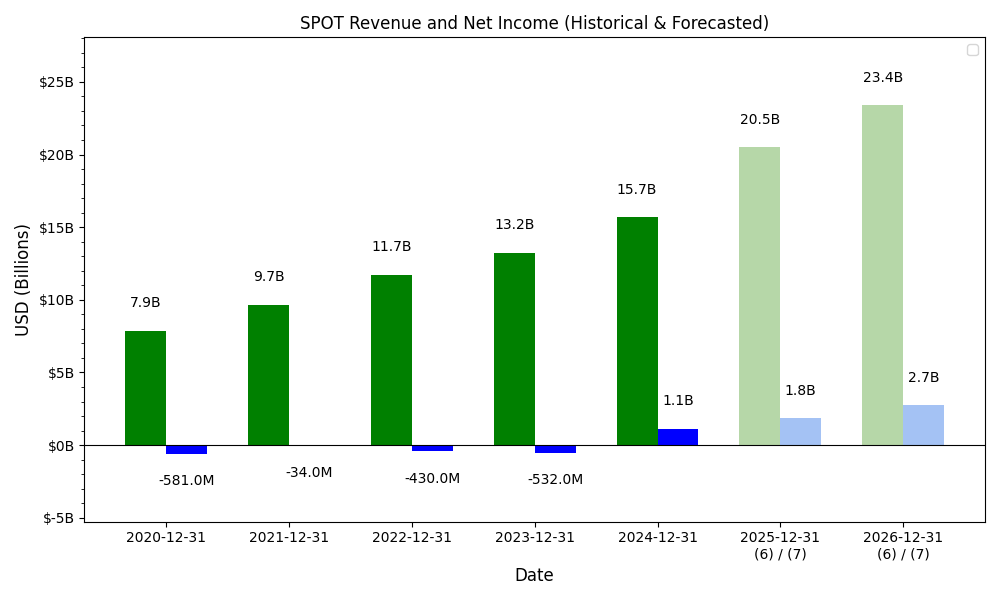 SPOT Revenue and Net Income (Historical & Forecasted)
USD (Billions)
$25B
$20B
$15B
$10B
$5B
$0B
$-5B
7.9B
-581.0M
9.7B
-34.0M
11.7B
-430.0M
13.2B
-532.0M
15.7B
1.1B
20.5B
1.8B
23.4B
2.7B
2020-12-31
2021-12-31
2022-12-31
2023-12-31
2024-12-31
2025-12-31
(6) / (7)
2026-12-31
(6) / (7)
Date